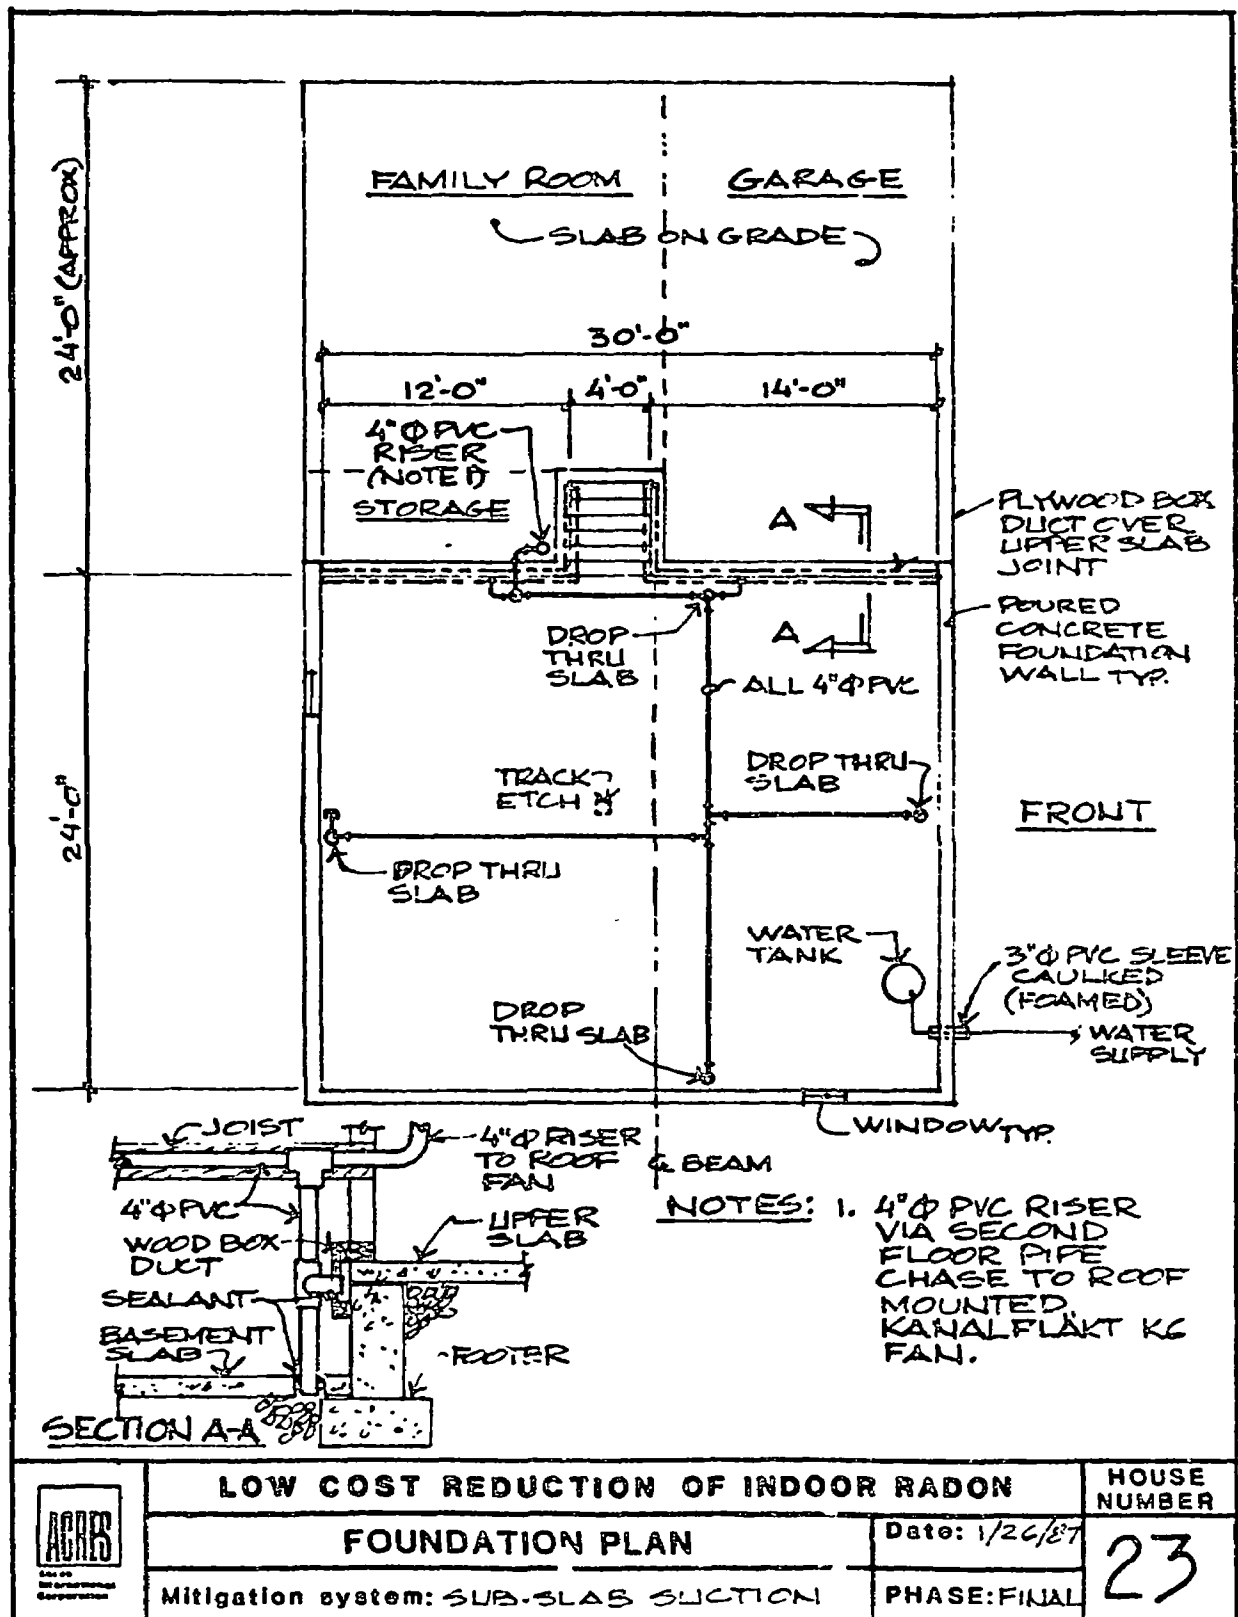 24'-0" (APPROX)
FAMILY ROOM
GARAGE
SLAB ON GRADE
30'-0"
12'-0"
4'-0"
14'-0"
4"Φ PVC
RISER
(NOTE 1)
STORAGE
A
PLYWOOD BOX
DUCT OVER
UPPER SLAB
JOINT
DROP
THRU
SLAB
A
POURED
CONCRETE
FOUNDATION
WALL TYP.
ALL 4"Φ PVC
24'-0"
TRACK
ETCH
DROP THRU
SLAB
FRONT
DROP THRU
SLAB
WATER
TANK
3"Φ PVC SLEEVE
CAULKED
(FOAMED)
WATER
SUPPLY
DROP
THRU SLAB
WINDOW TYP.
℄ BEAM
JOIST
4"Φ RISER
TO ROOF
FAN
4"Φ PVC
WOOD BOX
DUCT
UPPER
SLAB
SEALANT
BASEMENT
SLAB
FOOTER
SECTION A-A
NOTES: 1. 4"Φ PVC RISER
VIA SECOND
FLOOR PIPE
CHASE TO ROOF
MOUNTED
KANALFLÄKT K6
FAN.
ACRES
Acres
International
Corporation
LOW COST REDUCTION OF INDOOR RADON
HOUSE
NUMBER
23
FOUNDATION PLAN
Date: 1/26/87
Mitigation system: SUB-SLAB SUCTION
PHASE: FINAL